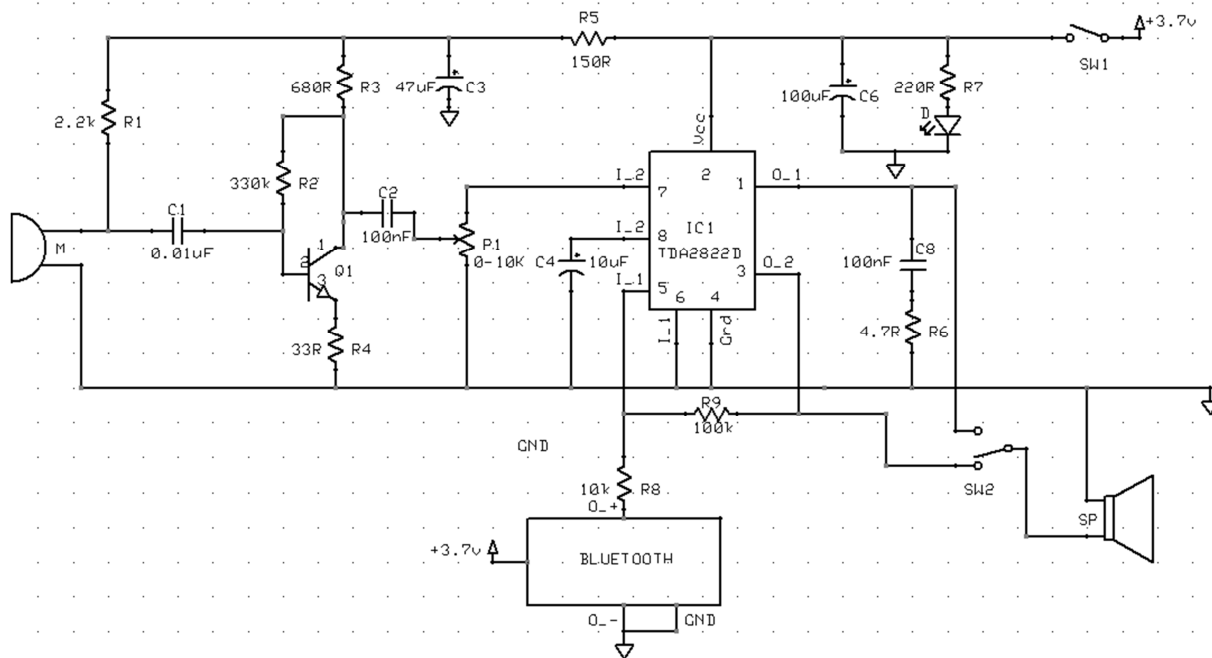 R5
+3.7v
150R
SW1
680R R3
47uF C3
100uF C6
220R R7
2.2k R1
D
Vcc
330k R2
I_2
7
2
1
O_1
C1
C2
IC1
M
0.01uF
100nF
P1
0-10K
I_2
8
TDA2822D
C8
100nF
1
2
Q1
3
C4
10uF
3
O_2
I_1
5
6
4
I_1
Grd
33R R4
4.7R R6
R9
100k
GND
10k R8
SW2
O_+
SP
+3.7v
BLUETOOTH
O_-
GND